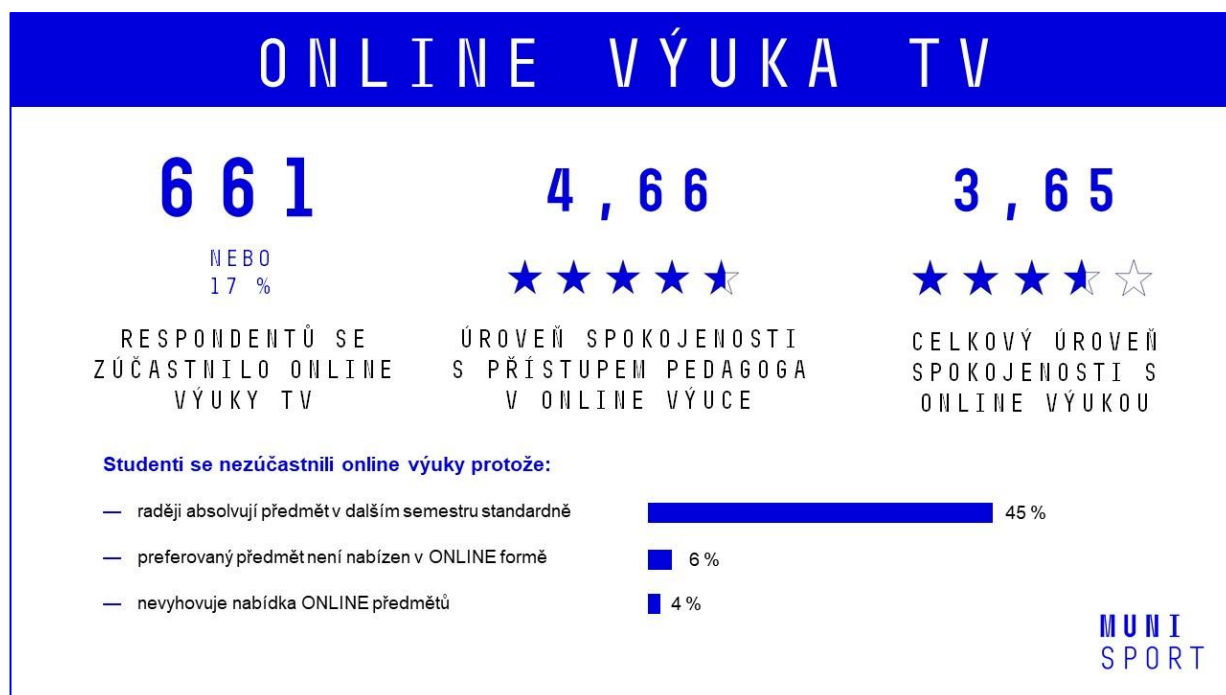 ONLINE VÝUKA TV
661
NEBO
17 %
RESPONDENTŮ SE
ZÚČASTNILO ONLINE
VÝUKY TV
4,66
ÚROVEŇ SPOKOJENOSTI
S PŘÍSTUPEM PEDAGOGA
V ONLINE VÝUCE
3,65
CELKOVÝ ÚROVEŇ
SPOKOJENOSTI S
ONLINE VÝUKOU
Studenti se nezúčastnili online výuky protože:
— raději absolvují předmět v dalším semestru standardně 45 %
— preferovaný předmět není nabízen v ONLINE formě 6 %
— nevyhovuje nabídka ONLINE předmětů 4 %
MUNI
SPORT